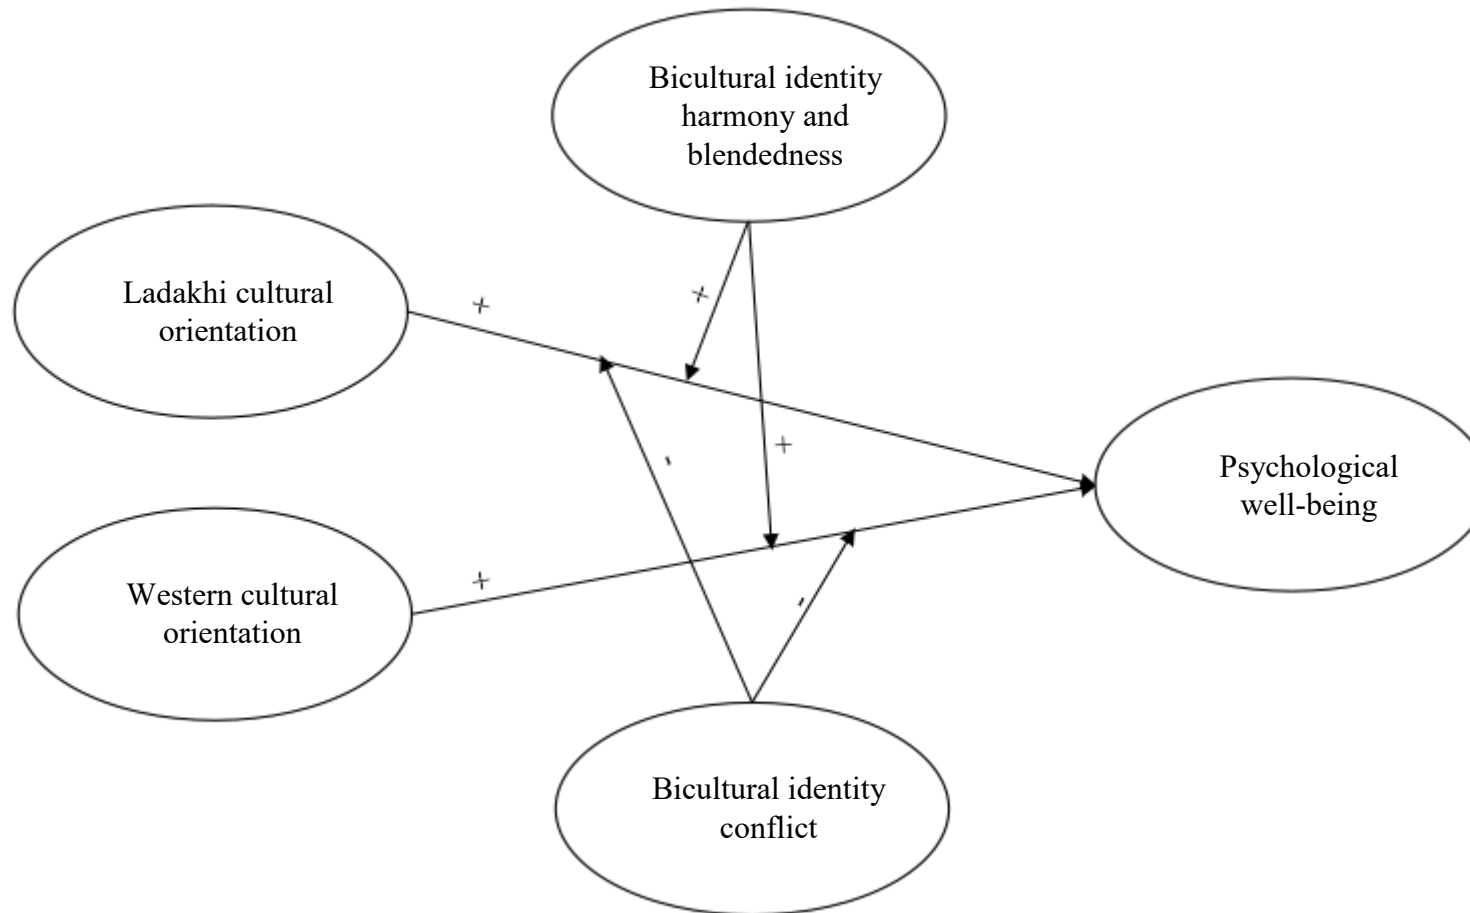 Bicultural identity
harmony and
blendedness
Ladakhi cultural
orientation
+
+
+
-
Psychological
well-being
Western cultural
orientation
+
-
Bicultural identity
conflict